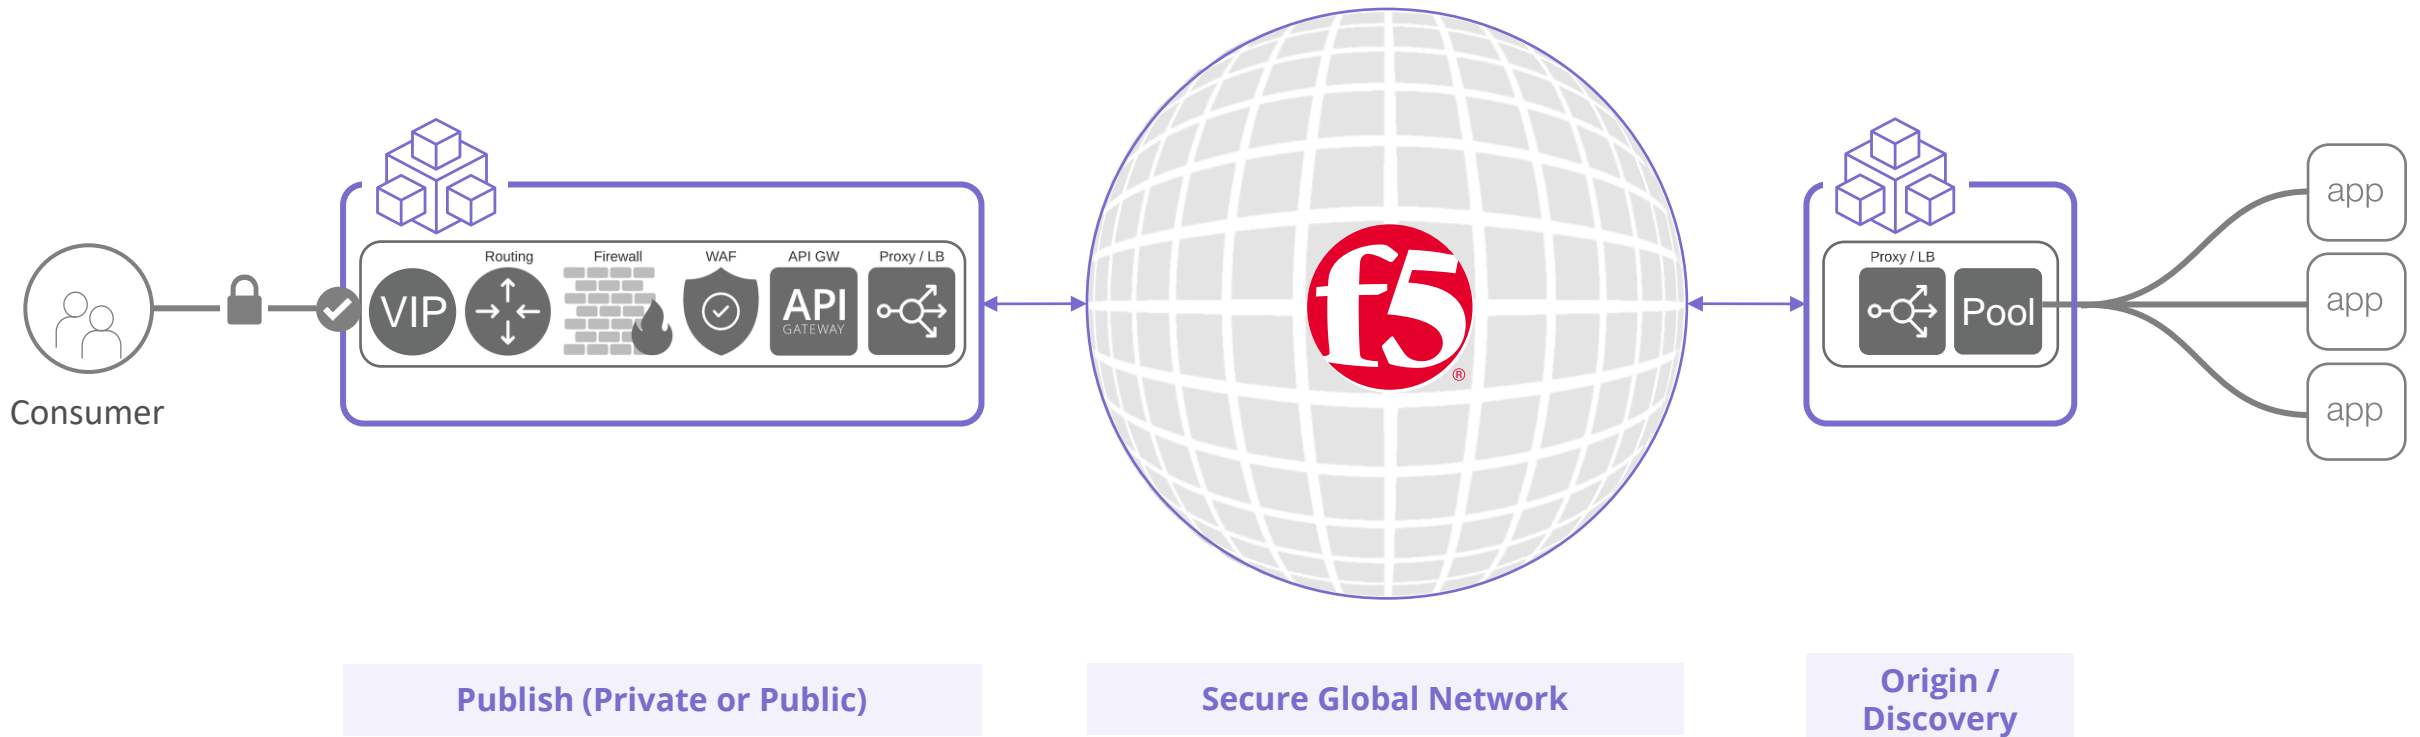 Consumer
VIP
Routing
Firewall
WAF
API GW
API
GATEWAY
Proxy / LB
f5
®
Proxy / LB
Pool
app
app
app
Publish (Private or Public)
Secure Global Network
Origin /
Discovery